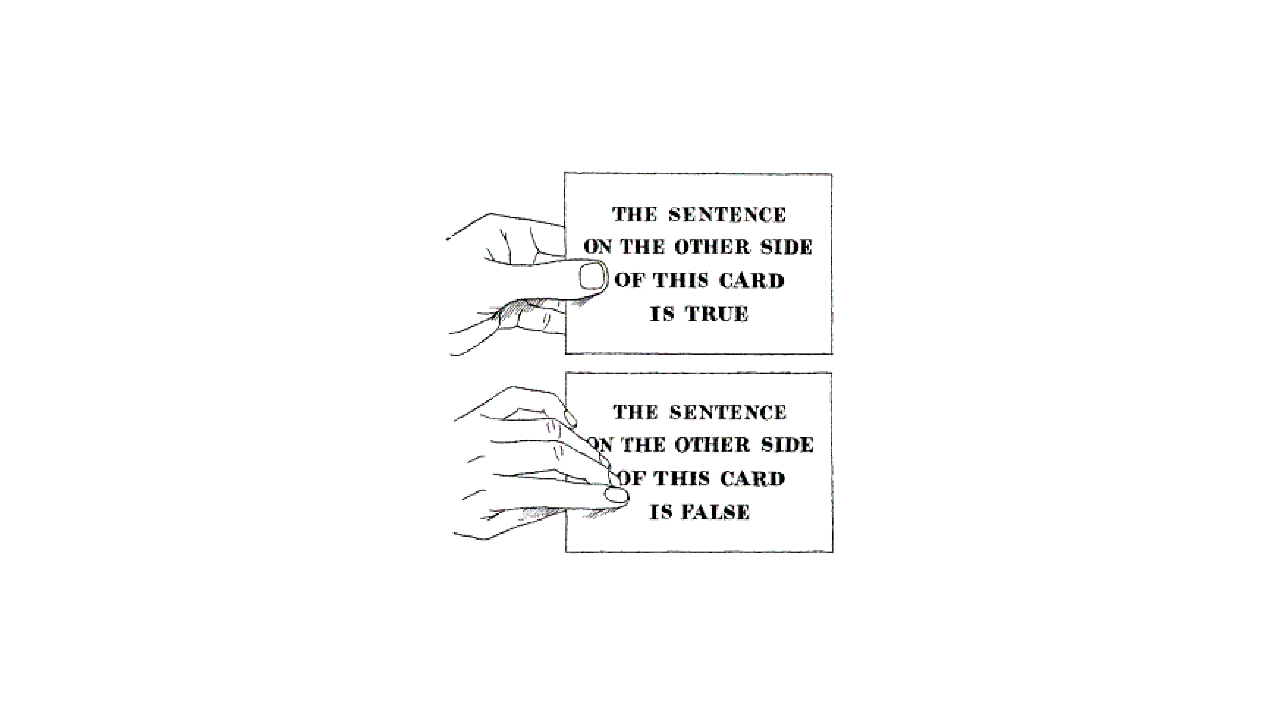 THE SENTENCE
ON THE OTHER SIDE
OF THIS CARD
IS TRUE
THE SENTENCE
ON THE OTHER SIDE
OF THIS CARD
IS FALSE